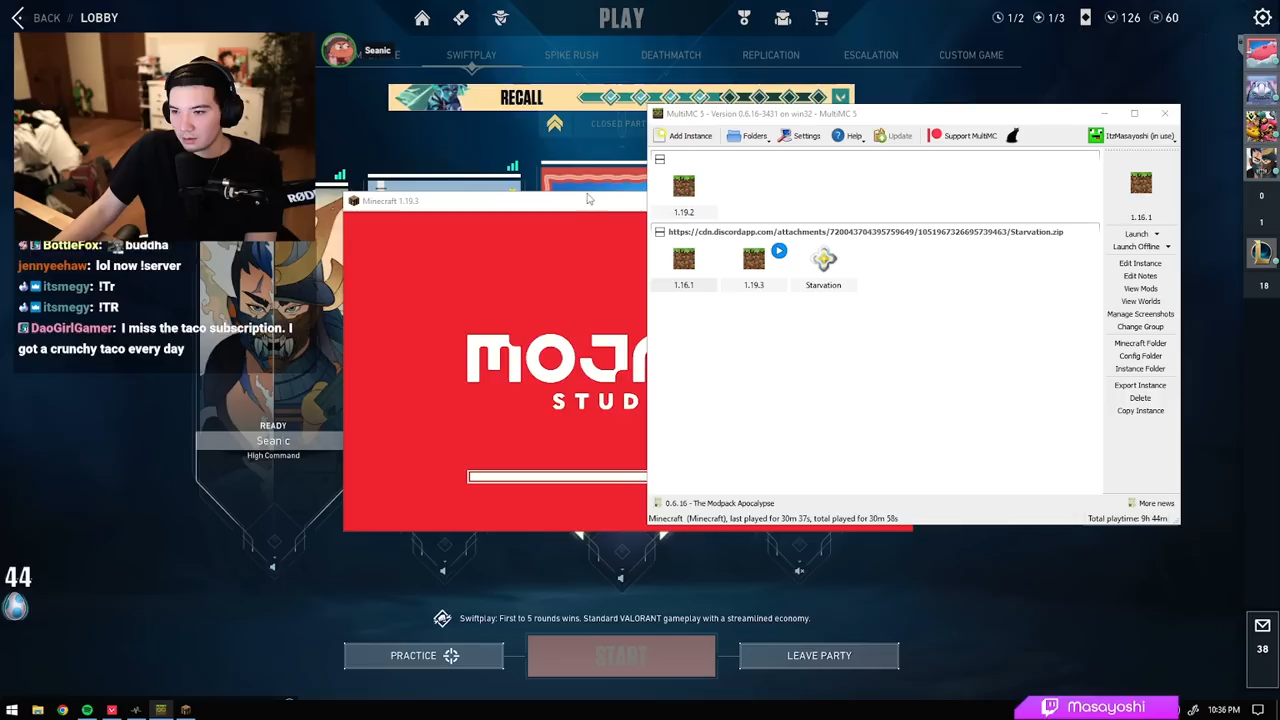 BACK // LOBBY
PLAY
1/2
1/3
126
60
Seanic
SWIFTPLAY
SPIKE RUSH
DEATHMATCH
REPLICATION
ESCALATION
CUSTOM GAME
RECALL
CLOSED PART
MultiMC 5 - Version 0.6.16-3431 on win32 - MultiMC 5
Add Instance
Folders
Settings
Help
Update
Support MultiMC
ItzMasayoshi (in use)
1.19.2
https://cdn.discordapp.com/attachments/720043704395759649/1051967326695739463/Starvation.zip
1.16.1
1.19.3
Starvation
1.16.1
Launch
Launch Offline
Edit Instance
Edit Notes
View Mods
View Worlds
Manage Screenshots
Change Group
Minecraft Folder
Config Folder
Instance Folder
Export Instance
Delete
Copy Instance
0.6.16 - The Modpack Apocalypse
More news
Minecraft (Minecraft), last played for 30m 37s, total played for 30m 58s
Total playtime: 9h 44m
Minecraft 1.19.3
MOJA
STUD
RØD
BottleFox: buddha
jennyeehaw: lol now !server
itsmegy: !Tr
itsmegy: !TR
DaoGirlGamer: I miss the taco subscription. I
got a crunchy taco every day
READY
Seanic
High Command
0
1
18
44
Swiftplay: First to 5 rounds wins. Standard VALORANT gameplay with a streamlined economy.
PRACTICE
START
LEAVE PARTY
38
Masayoshi
10:36 PM